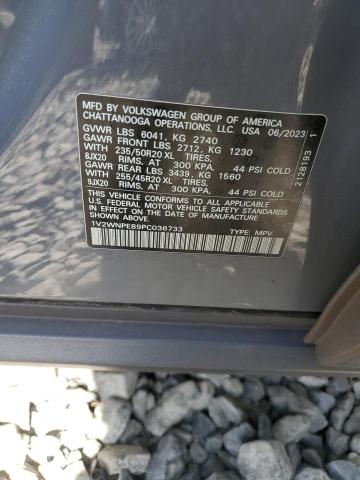 MFD BY VOLKSWAGEN GROUP OF AMERICA
CHATTANOOGA OPERATIONS, LLC. USA 06/2023
GVWR LBS 6041, KG 2740
GAWR FRONT LBS 2712, KG 1230
235/50R20 XL TIRES.
8JX20 RIMS. AT 300 KPA. 44 PSI COLD
GAWR REAR LBS 3439, KG 1560
255/45R20 XL TIRES.
9JX20 RIMS. AT 300 KPA. 44 PSI COLD
THIS VEHICLE CONFORMS TO ALL APPLICABLE
U.S. FEDERAL MOTOR VEHICLE SAFETY STANDARDS
IN EFFECT ON THE DATE OF MANUFACTURE
SHOWN ABOVE.
1V2WNPE89PC036733 TYPE: MPV
2128193 1